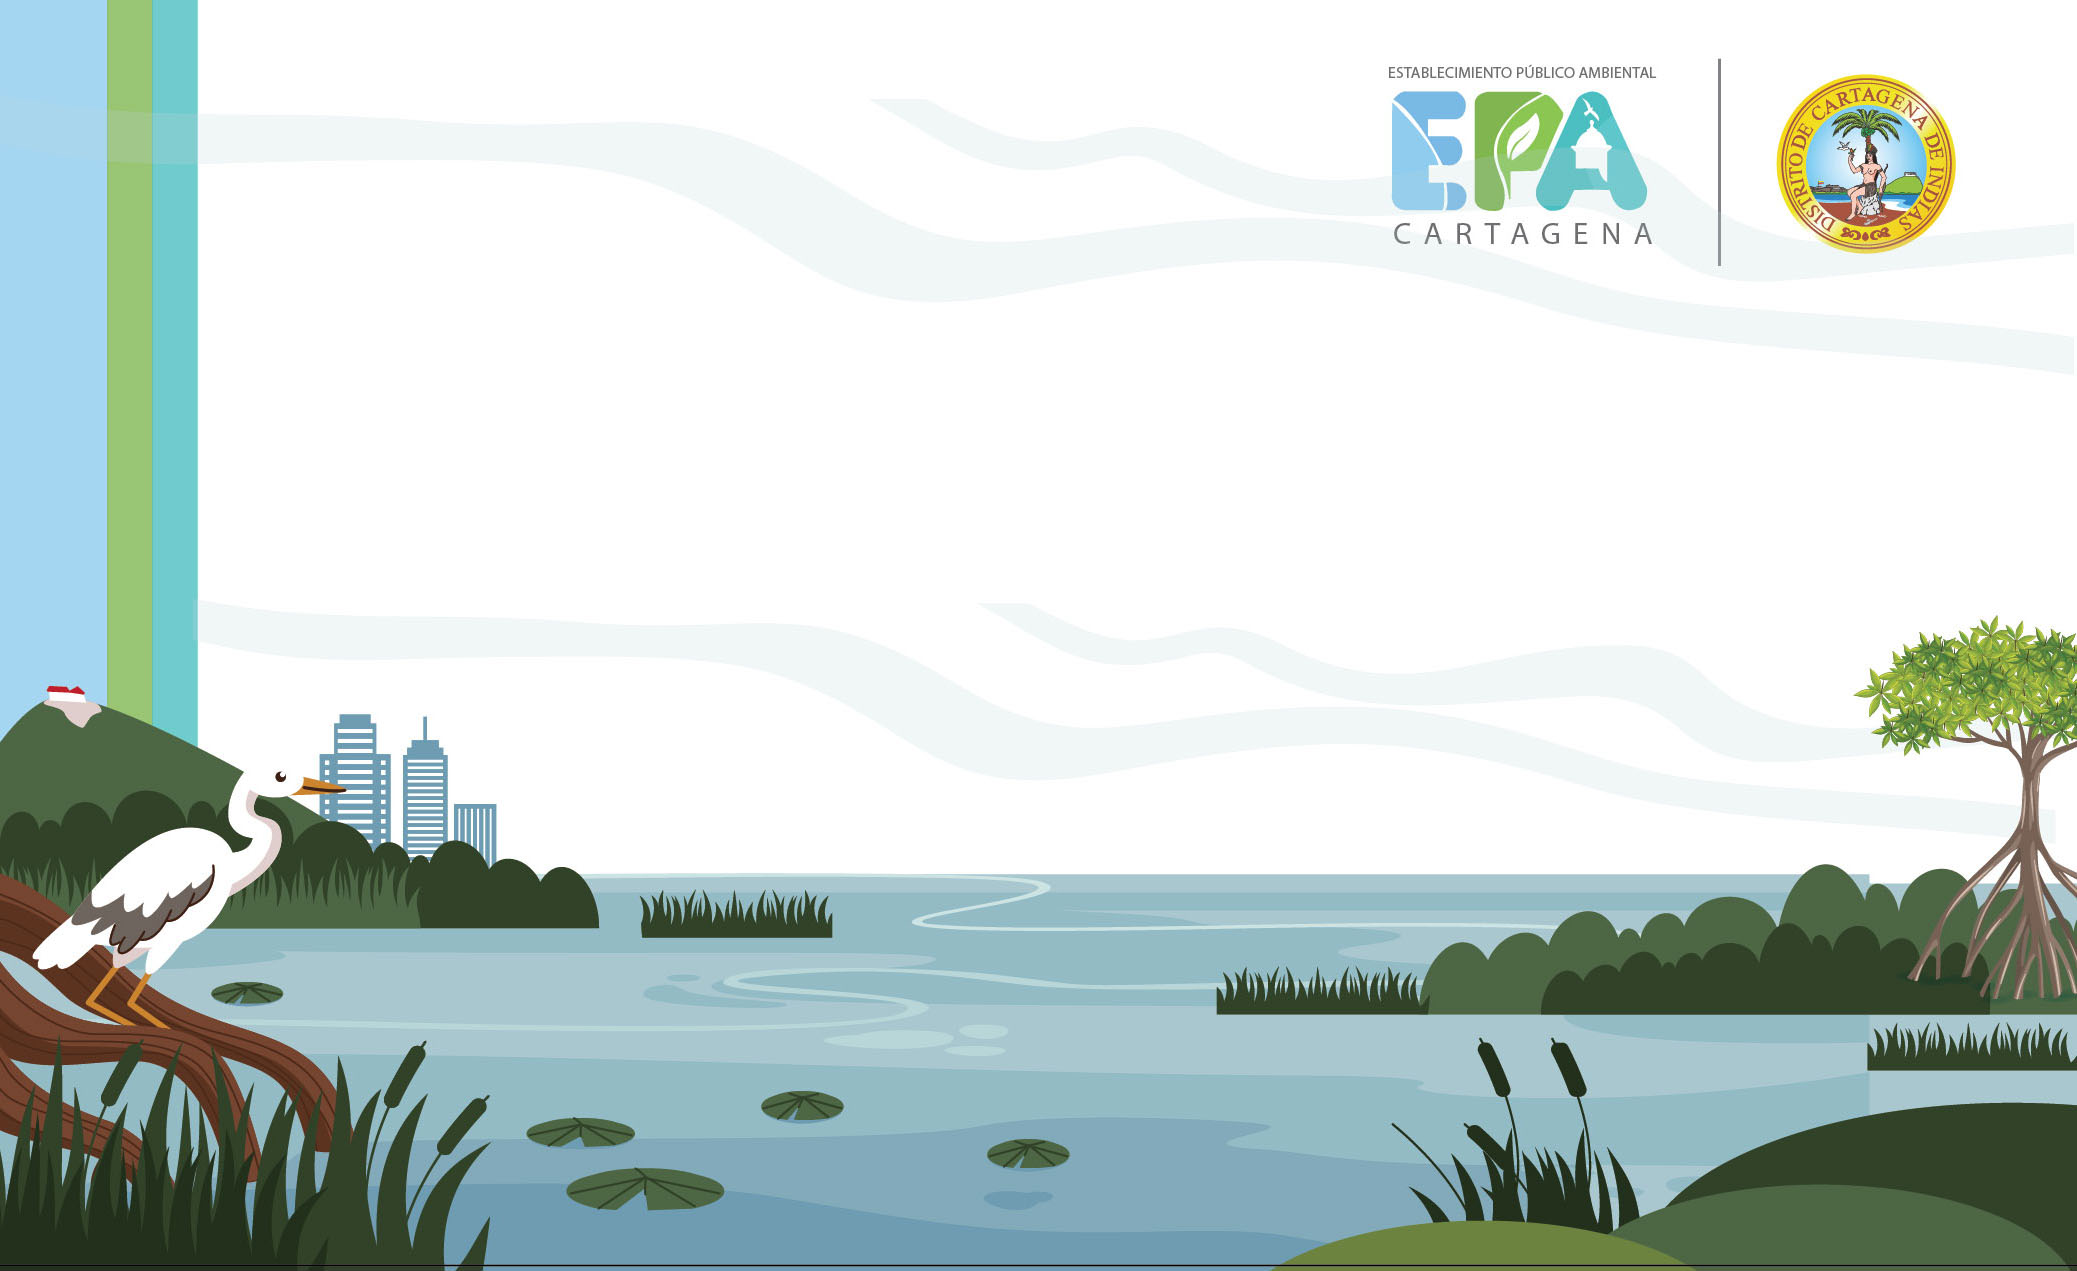 ESTABLECIMIENTO PÚBLICO AMBIENTAL
EPA
CARTAGENA
DISTRITO DE CARTAGENA DE INDIAS